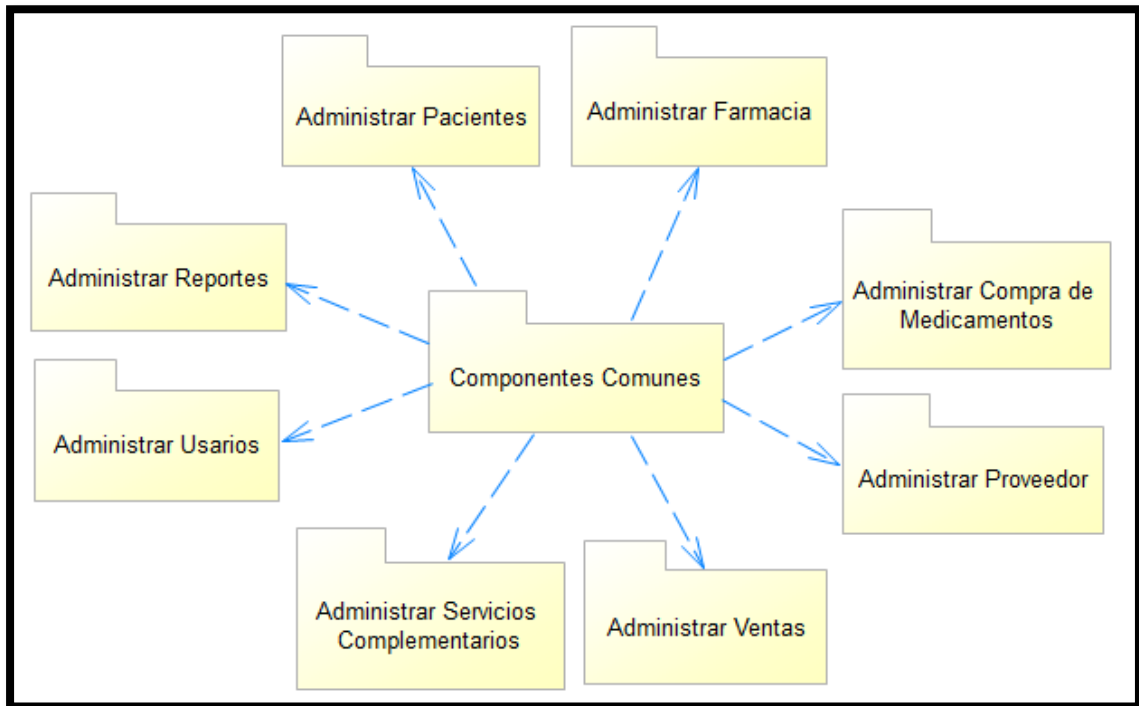 Administrar Pacientes
Administrar Farmacia
Administrar Reportes
Administrar Compra de
Medicamentos
Componentes Comunes
Administrar Usarios
Administrar Proveedor
Administrar Servicios
Complementarios
Administrar Ventas